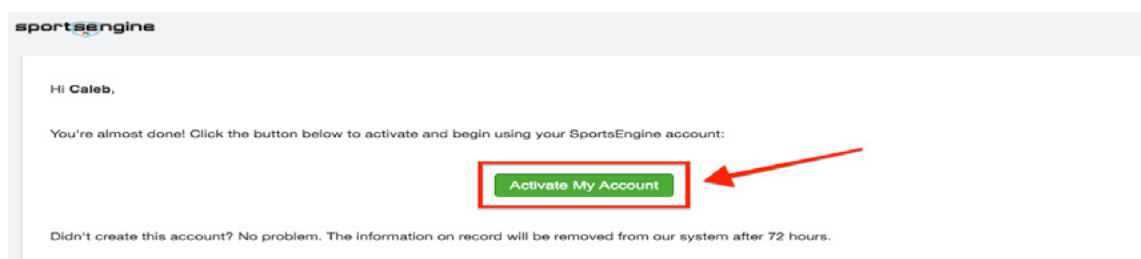 sportsengine
Hi Caleb,
You're almost done! Click the button below to activate and begin using your SportsEngine account:
Activate My Account
Didn't create this account? No problem. The information on record will be removed from our system after 72 hours.